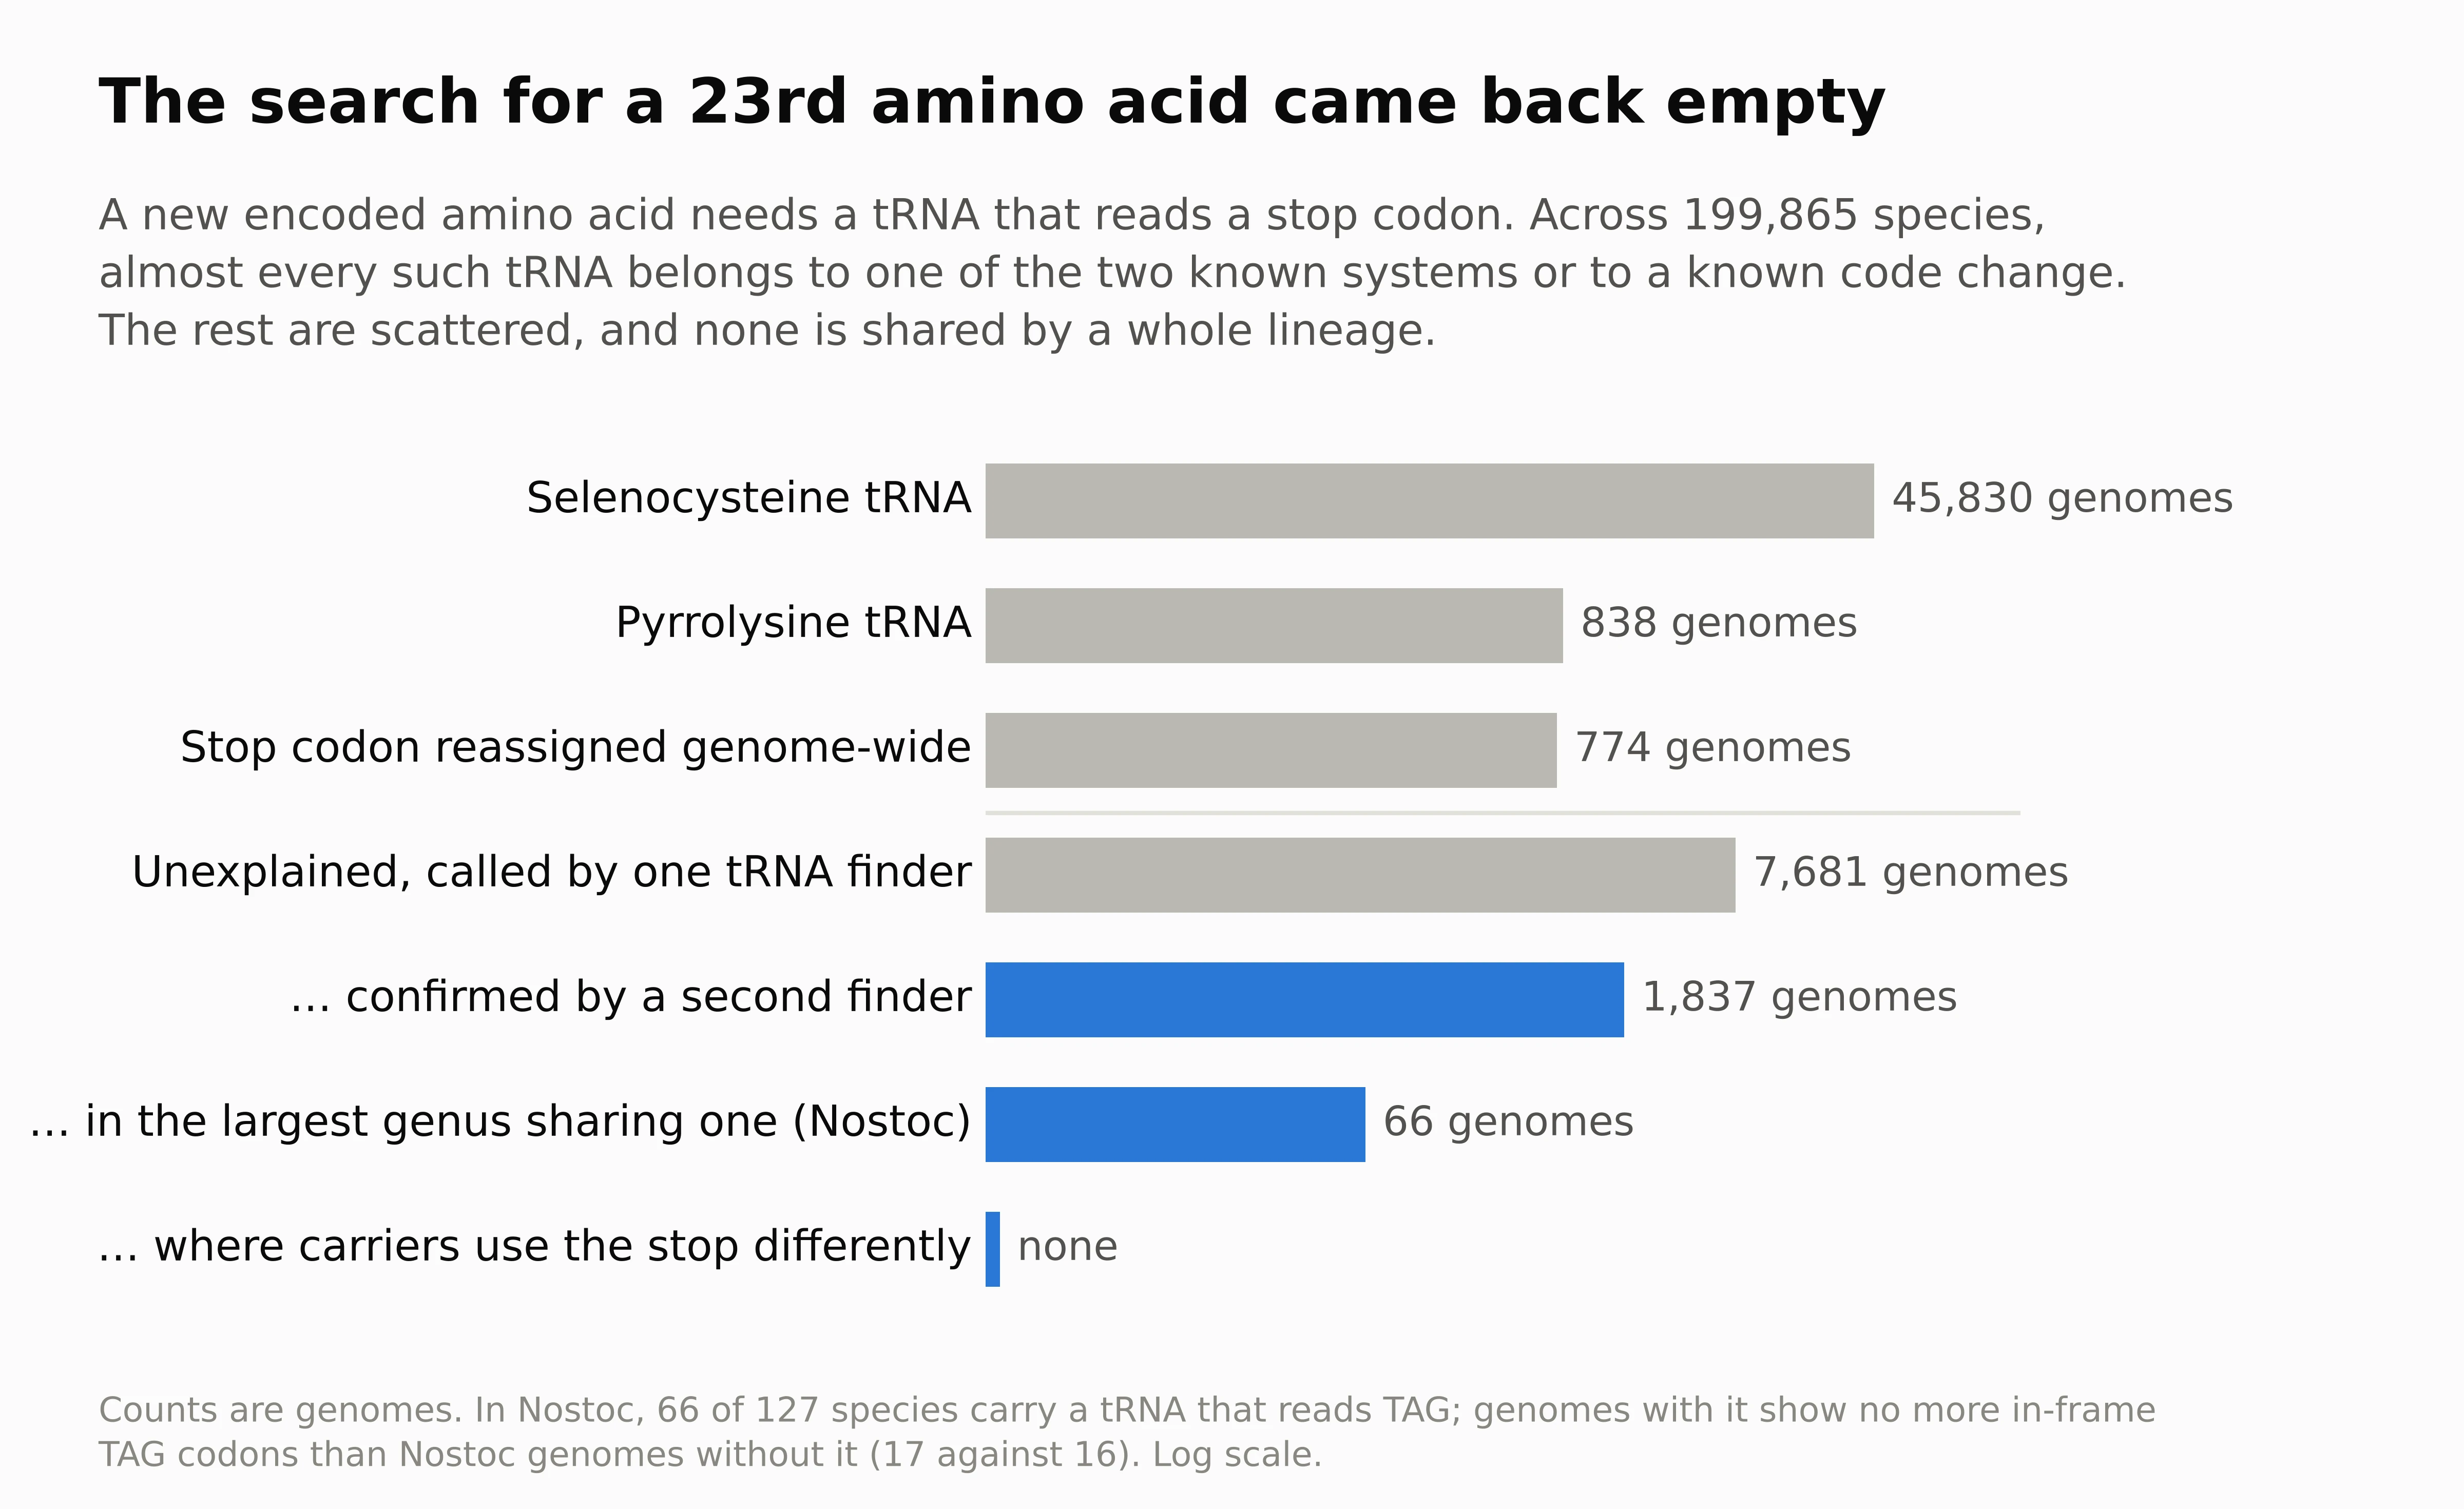 The search for a 23rd amino acid came back empty
A new encoded amino acid needs a tRNA that reads a stop codon. Across 199,865 species,
almost every such tRNA belongs to one of the two known systems or to a known code change.
The rest are scattered, and none is shared by a whole lineage.
Selenocysteine tRNA 45,830 genomes
Pyrrolysine tRNA 838 genomes
Stop codon reassigned genome-wide 774 genomes
Unexplained, called by one tRNA finder 7,681 genomes
... confirmed by a second finder 1,837 genomes
... in the largest genus sharing one (Nostoc) 66 genomes
... where carriers use the stop differently none
Counts are genomes. In Nostoc, 66 of 127 species carry a tRNA that reads TAG; genomes with it show no more in-frame
TAG codons than Nostoc genomes without it (17 against 16). Log scale.